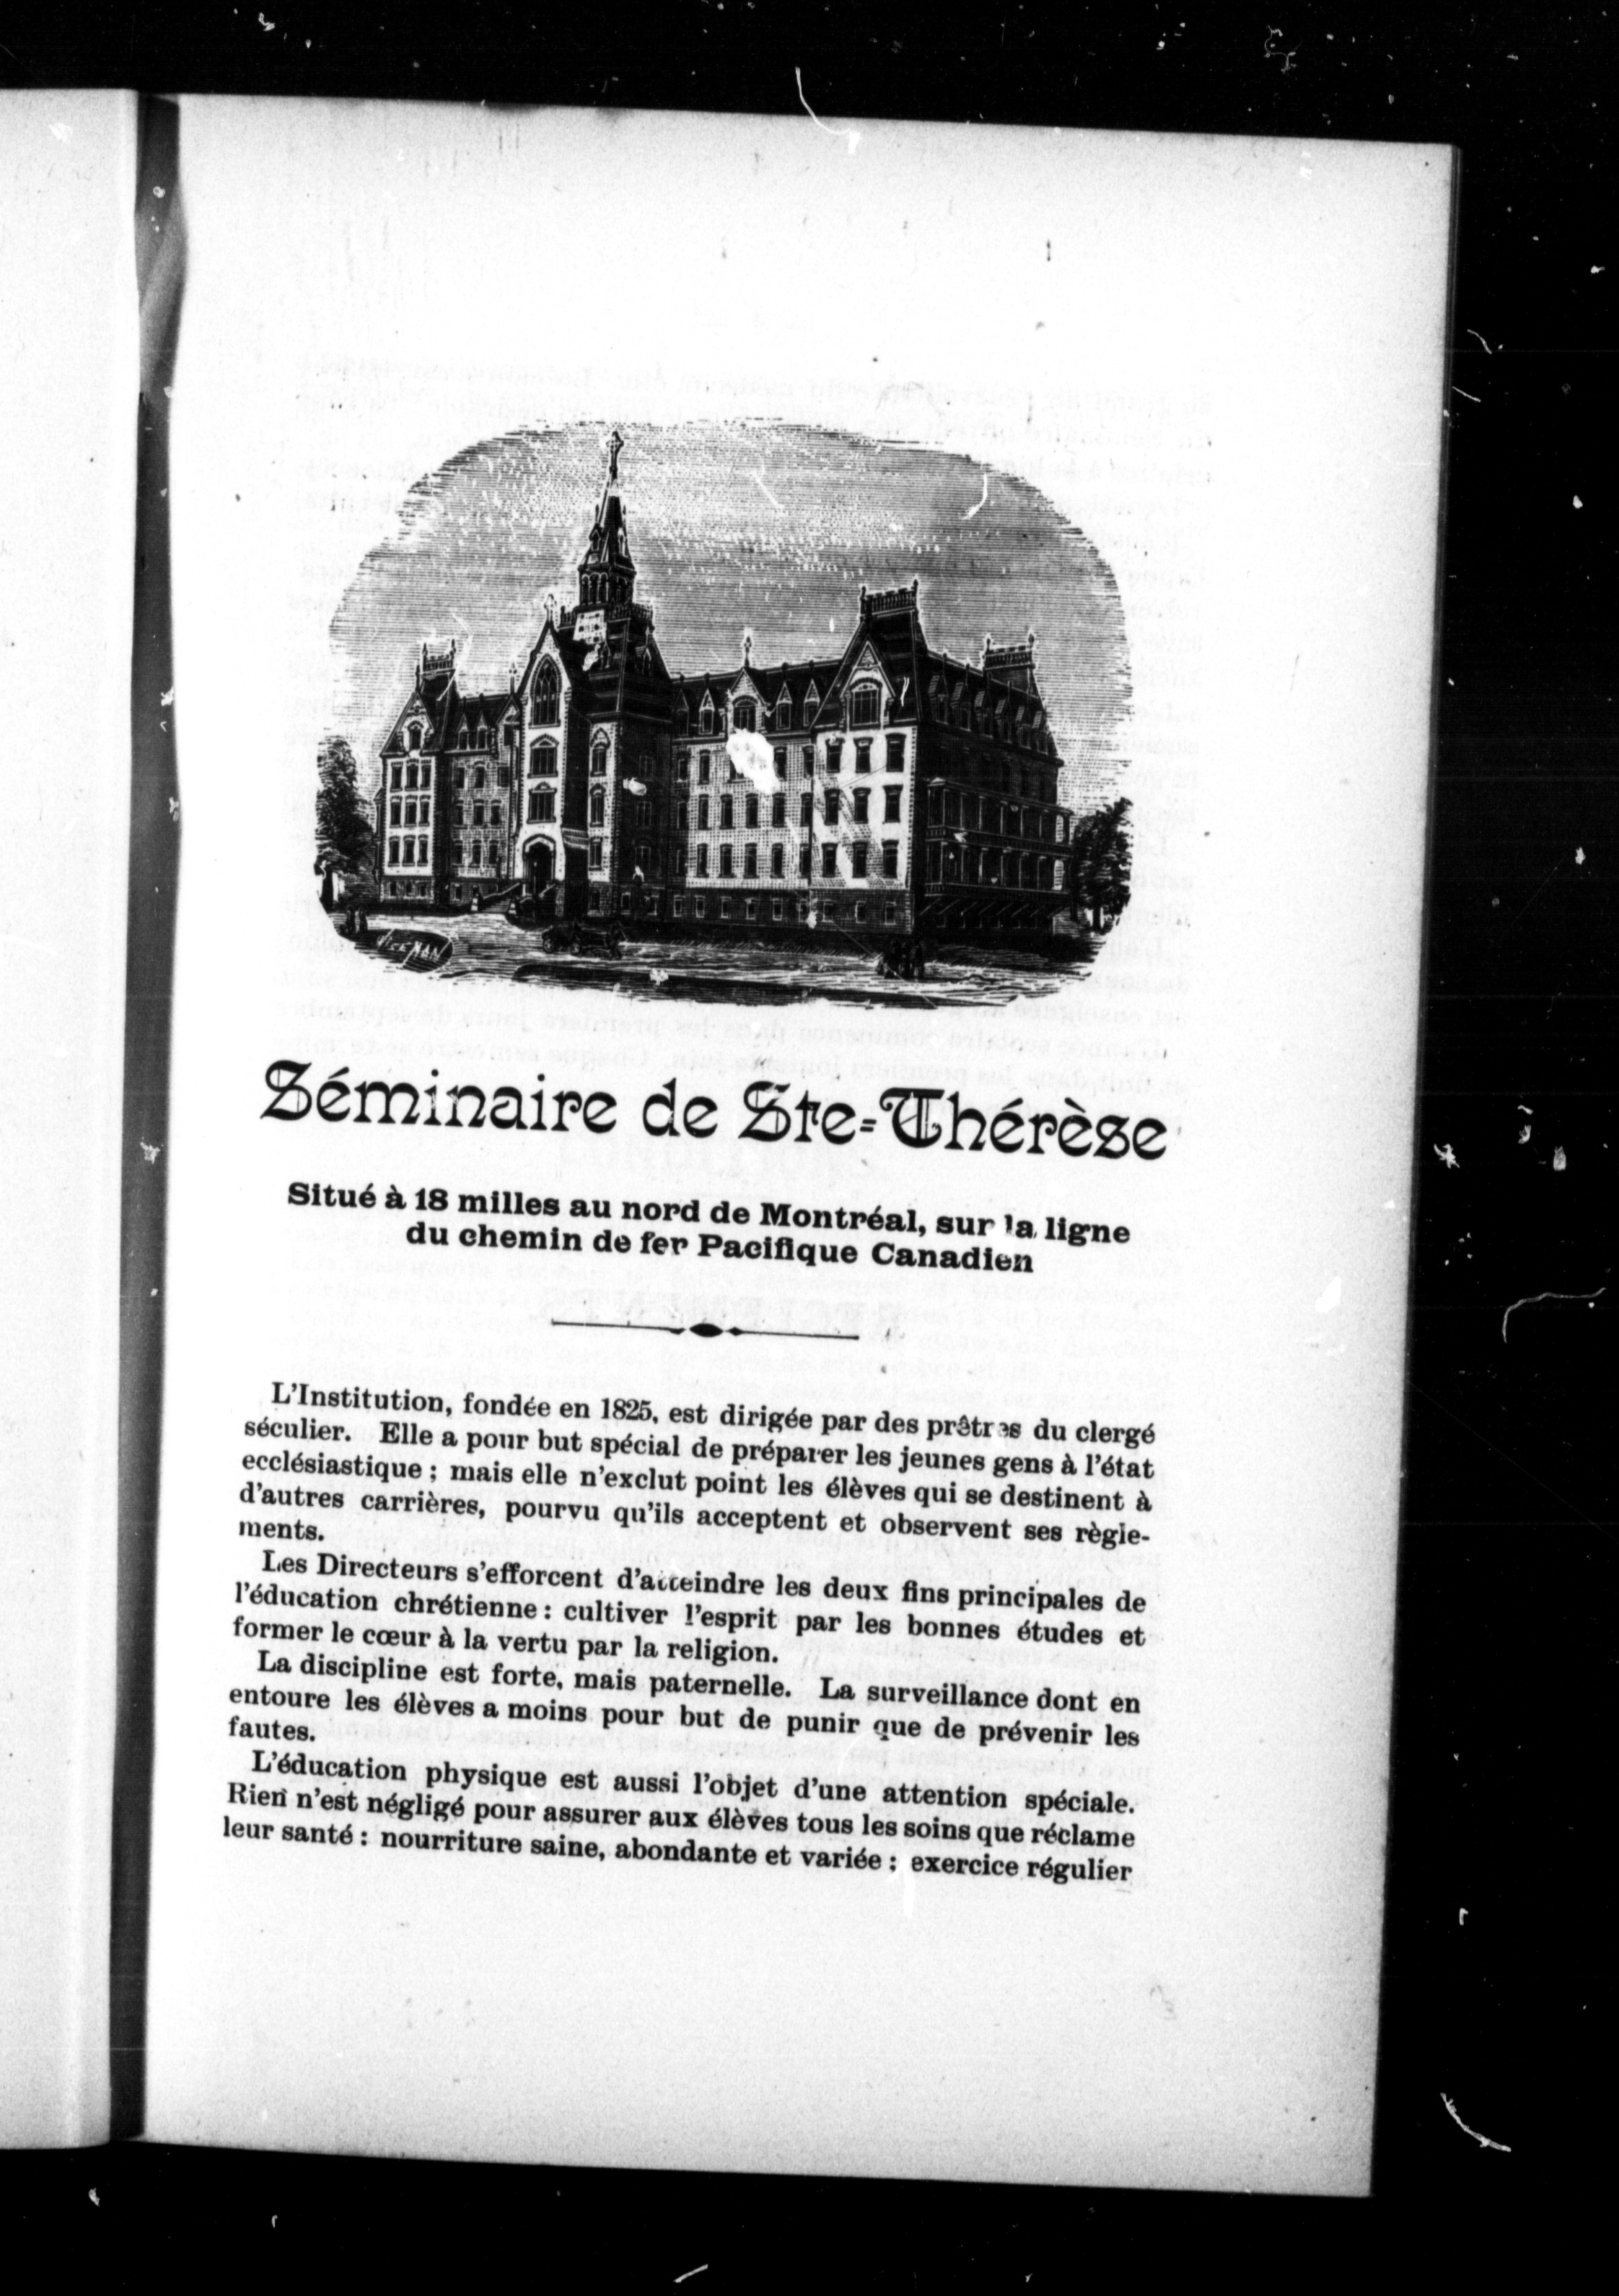 Séminaire de Ste-Thérèse
Situé à 18 milles au nord de Montréal, sur la ligne
du chemin de fer Pacifique Canadien
L'Institution, fondée en 1825, est dirigée par des prêtres du clergé
séculier. Elle a pour but spécial de préparer les jeunes gens à l'état
ecclésiastique ; mais elle n'exclut point les élèves qui se destinent à
d'autres carrières, pourvu qu'ils acceptent et observent ses règle-
ments.
Les Directeurs s'efforcent d'atteindre les deux fins principales de
l'éducation chrétienne : cultiver l'esprit par les bonnes études et
former le cœur à la vertu par la religion.
La discipline est forte, mais paternelle. La surveillance dont en
entoure les élèves a moins pour but de punir que de prévenir les
fautes.
L'éducation physique est aussi l'objet d'une attention spéciale.
Rien n'est négligé pour assurer aux élèves tous les soins que réclame
leur santé : nourriture saine, abondante et variée ; exercice régulier